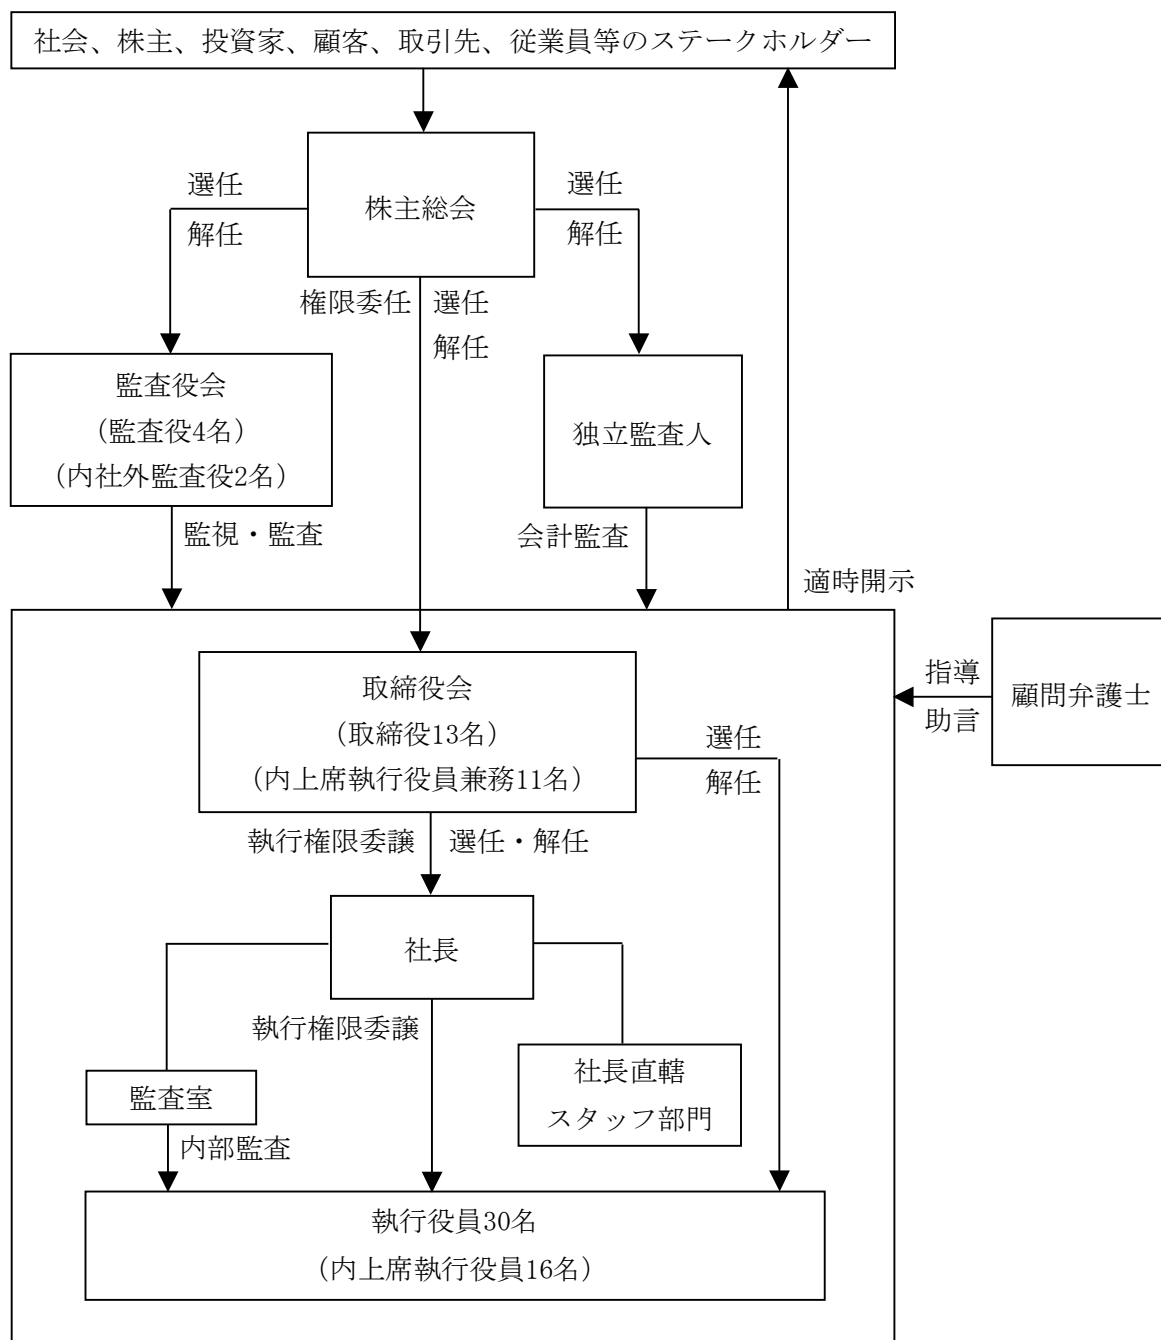 社会、株主、投資家、顧客、取引先、従業員等のステークホルダー
株主総会
選任
解任
選任
解任
権限委任
選任
解任
監査役会
（監査役4名）
（内社外監査役2名）
独立監査人
監視・監査
会計監査
適時開示
指導
助言
顧問弁護士
取締役会
（取締役13名）
（内上席執行役員兼務11名）
選任
解任
執行権限委譲
選任・解任
社長
執行権限委譲
監査室
社長直轄
スタッフ部門
内部監査
執行役員30名
（内上席執行役員16名）